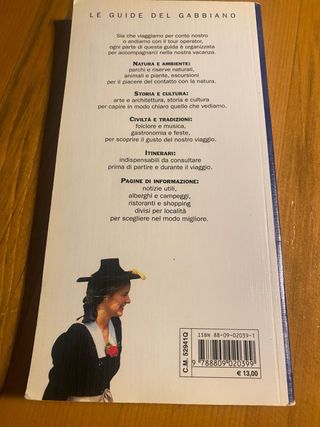 LE GUIDE DEL GABBIANO
Sia che viaggiamo per conto nostro
o andiamo con il tour operator,
ogni parte di questa guida è organizzata
per accompagnarci nella nostra vacanza.
NATURA E AMBIENTE:
parchi e riserve naturali,
animali e piante, escursioni
per il piacere del contatto con la natura.
STORIA E CULTURA:
arte e architettura, storia e cultura
per capire in modo chiaro quello che vediamo.
CIVILTÀ E TRADIZIONI:
folclore e musica,
gastronomia e feste,
per scoprire il gusto del nostro viaggio.
ITINERARI:
indispensabili da consultare
prima di partire e durante il viaggio.
PAGINE DI INFORMAZIONE:
notizie utili,
alberghi e campeggi,
ristoranti e shopping
divisi per località
per scegliere nel modo migliore.
C.M. 52941Q
ISBN 88-09-02039-1
9 788809 020399
€ 13,00